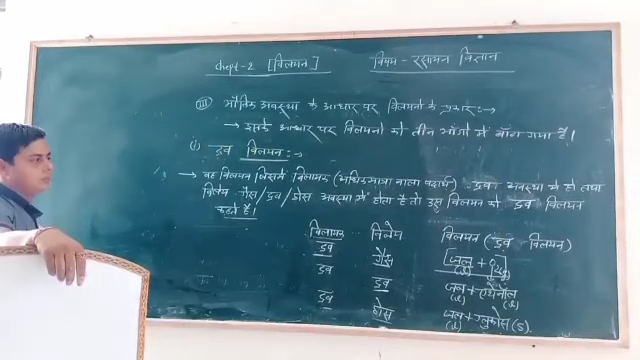 chept-2 [विलयन] विषय - रसायन विज्ञान
III भौतिक अवस्था के आधार पर विलयनों के प्रकार :→
→ इसके आधार पर विलयनों को तीन भागों में बाँटा गया है।
(i) द्रव विलयन :→
→ वह विलयन जिसमें विलायक (अधिक मात्रा वाला पदार्थ) द्रव अवस्था में हो तथा
विलेय गैस/द्रव/ठोस अवस्था में होता है तो उस विलयन को द्रव विलयन
कहते है।
विलायक विलेय विलयन (द्रव विलयन)
द्रव गैस [जल(l) + (g)]
द्रव द्रव जल(l) + एथेनॉल(l)
द्रव ठोस जल(l) + ग्लूकोस(s)